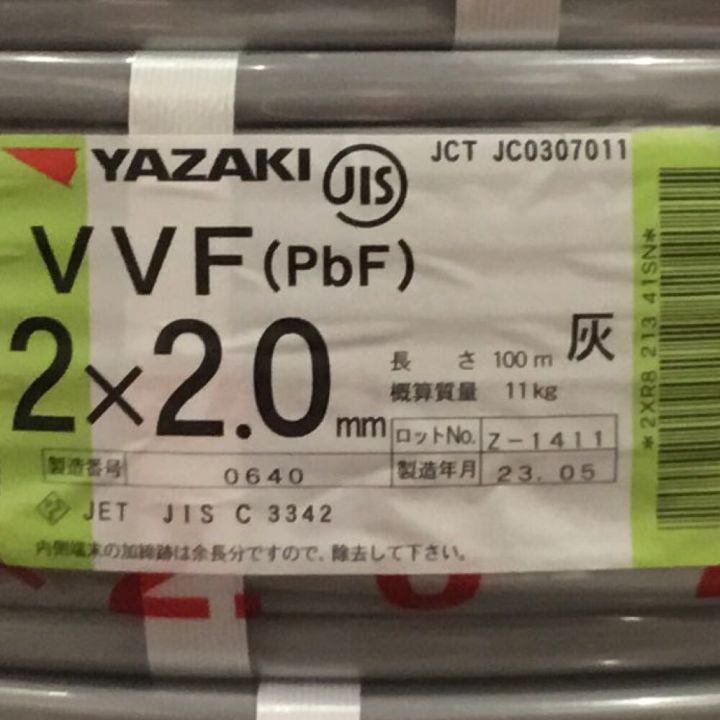 YAZAKI JIS JCT JC0307011
VVF(PbF)
2×2.0mm
灰
長さ 100m
概算質量 11kg
ロットNo. Z-1411
製造番号 0640
製造年月 23.05
JET JIS C 3342
内側端末の加締跡は余長分ですので、除去して下さい。
*2XR8 213 41SN*